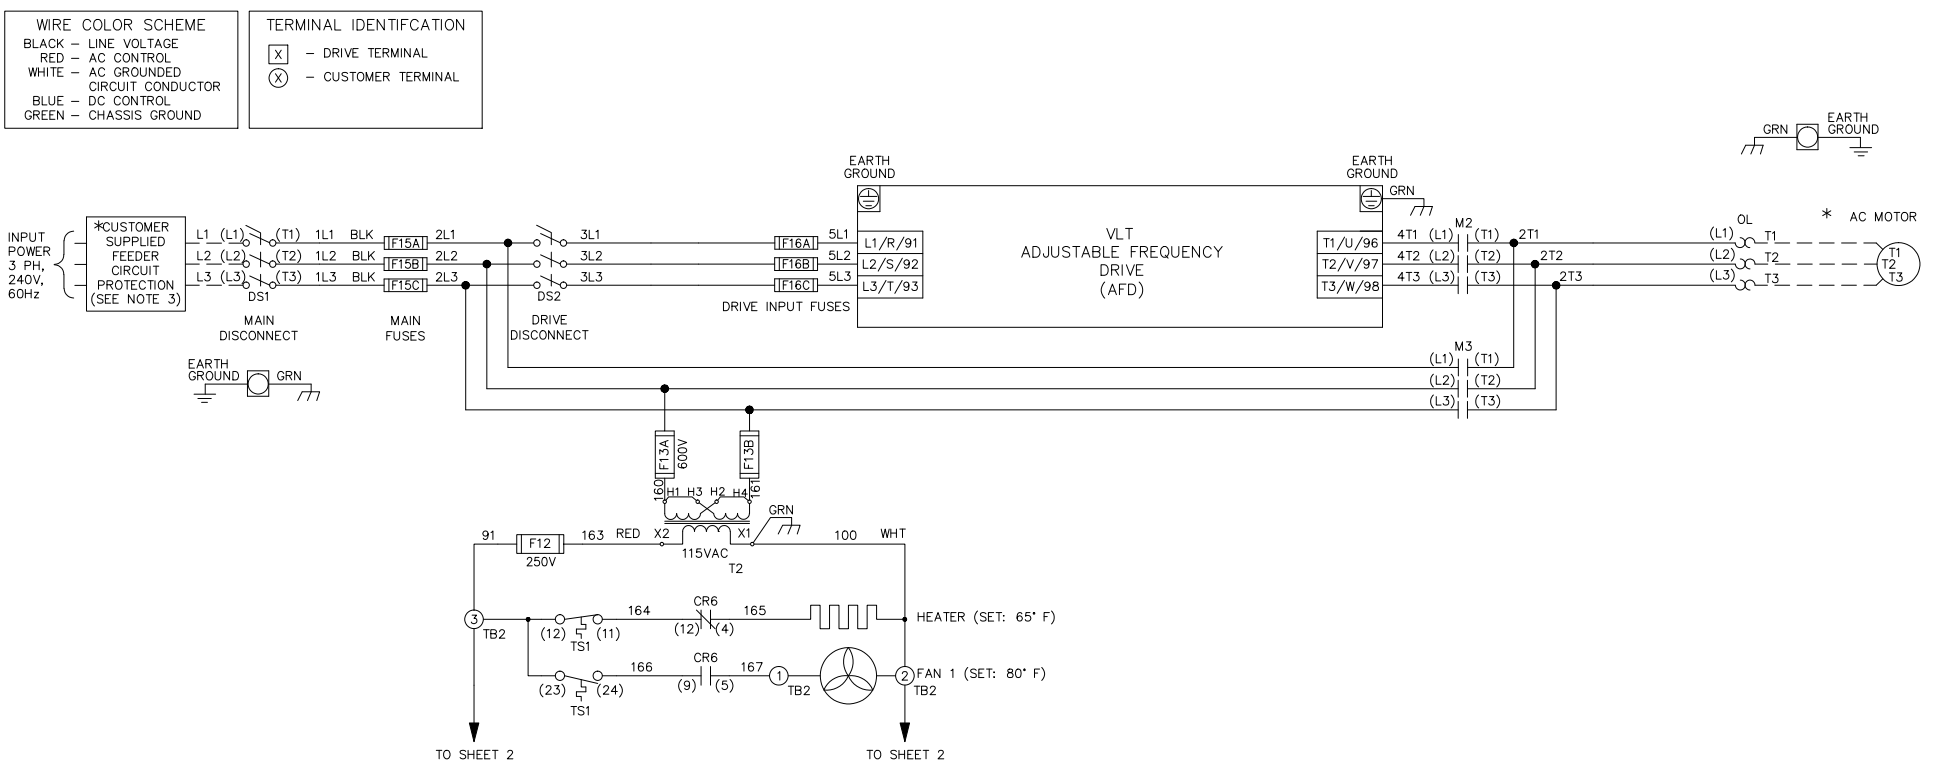 WIRE COLOR SCHEME
BLACK – LINE VOLTAGE
RED – AC CONTROL
WHITE – AC GROUNDED
CIRCUIT CONDUCTOR
BLUE – DC CONTROL
GREEN – CHASSIS GROUND
TERMINAL IDENTIFCATION
X – DRIVE TERMINAL
X – CUSTOMER TERMINAL
GRN
EARTH
GROUND
INPUT
POWER
3 PH,
240V,
60Hz
*CUSTOMER
SUPPLIED
FEEDER
CIRCUIT
PROTECTION
(SEE NOTE 3)
L1 (L1) (T1) 1L1 BLK F15A 2L1 3L1 F16A 5L1 L1/R/91
L2 (L2) (T2) 1L2 BLK F15B 2L2 3L2 F16B 5L2 L2/S/92
L3 (L3) (T3) 1L3 BLK F15C 2L3 3L3 F16C 5L3 L3/T/93
DS1
DS2
MAIN
DISCONNECT
MAIN
FUSES
DRIVE
DISCONNECT
DRIVE INPUT FUSES
EARTH
GROUND
VLT
ADJUSTABLE FREQUENCY
DRIVE
(AFD)
EARTH
GROUND
GRN
M2
T1/U/96 4T1 (L1) (T1) 2T1
T2/V/97 4T2 (L2) (T2) 2T2
T3/W/98 4T3 (L3) (T3) 2T3
OL
(L1) T1
(L2) T2
(L3) T3
* AC MOTOR
T1
T2
T3
EARTH
GROUND
GRN
M3
(L1) (T1)
(L2) (T2)
(L3) (T3)
F13A
600V
F13B
160
161
H1 H3 H2 H4
GRN
91 F12 163 RED X2 X1 100 WHT
250V
115VAC
T2
3
TB2
(12) (11)
TS1
164
CR6
(12) (4)
165
HEATER (SET: 65° F)
(23) (24)
TS1
166
CR6
(9) (5)
167
1
TB2
2
TB2
FAN 1 (SET: 80° F)
TO SHEET 2
TO SHEET 2